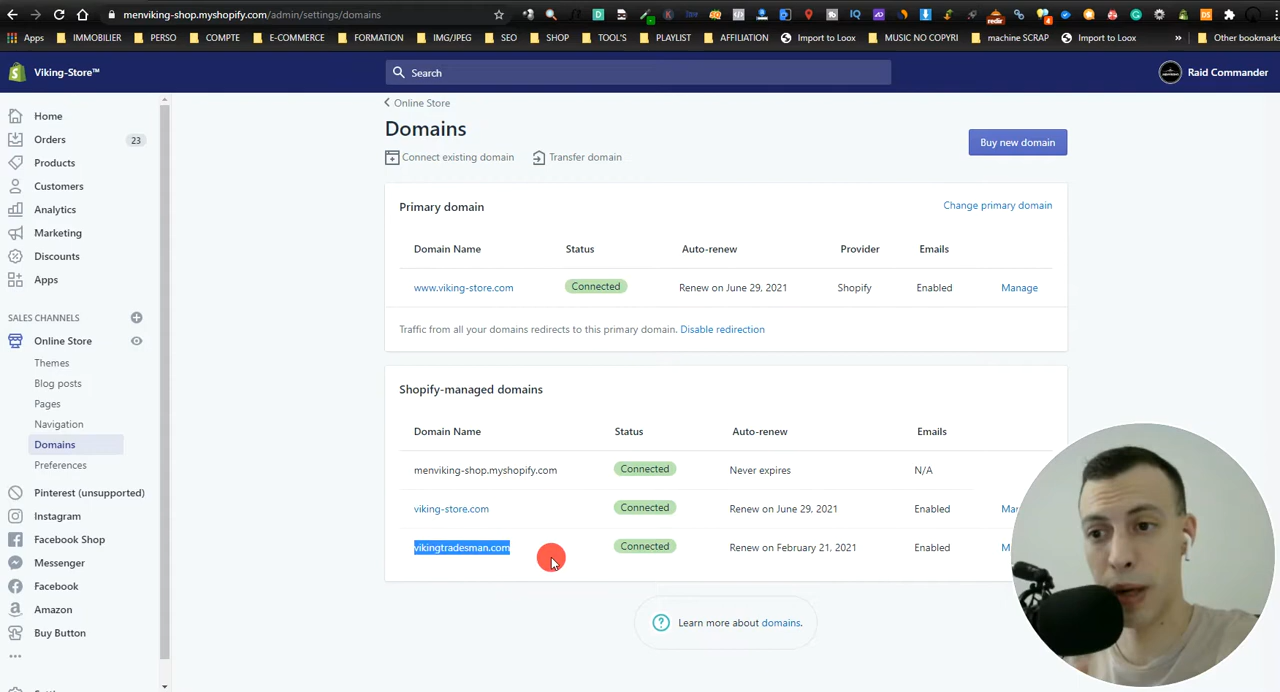 menviking-shop.myshopify.com/admin/settings/domains
Apps IMMOBILIER PERSO COMPTE E-COMMERCE FORMATION IMG/JPEG SEO SHOP TOOL'S PLAYLIST AFFILIATION Import to Loox MUSIC NO COPYRI machine SCRAP Import to Loox » Other bookmarks
Viking-Store™ Search Raid Commander
Home
Orders 23
Products
Customers
Analytics
Marketing
Discounts
Apps
SALES CHANNELS
Online Store
Themes
Blog posts
Pages
Navigation
Domains
Preferences
Pinterest (unsupported)
Instagram
Facebook Shop
Messenger
Facebook
Amazon
Buy Button
Online Store
Domains
Buy new domain
Connect existing domain Transfer domain
Primary domain Change primary domain
Domain Name Status Auto-renew Provider Emails
www.viking-store.com Connected Renew on June 29, 2021 Shopify Enabled Manage
Traffic from all your domains redirects to this primary domain. Disable redirection
Shopify-managed domains
Domain Name Status Auto-renew Emails
menviking-shop.myshopify.com Connected Never expires N/A
viking-store.com Connected Renew on June 29, 2021 Enabled
vikingtradesman.com Connected Renew on February 21, 2021 Enabled
Learn more about domains.